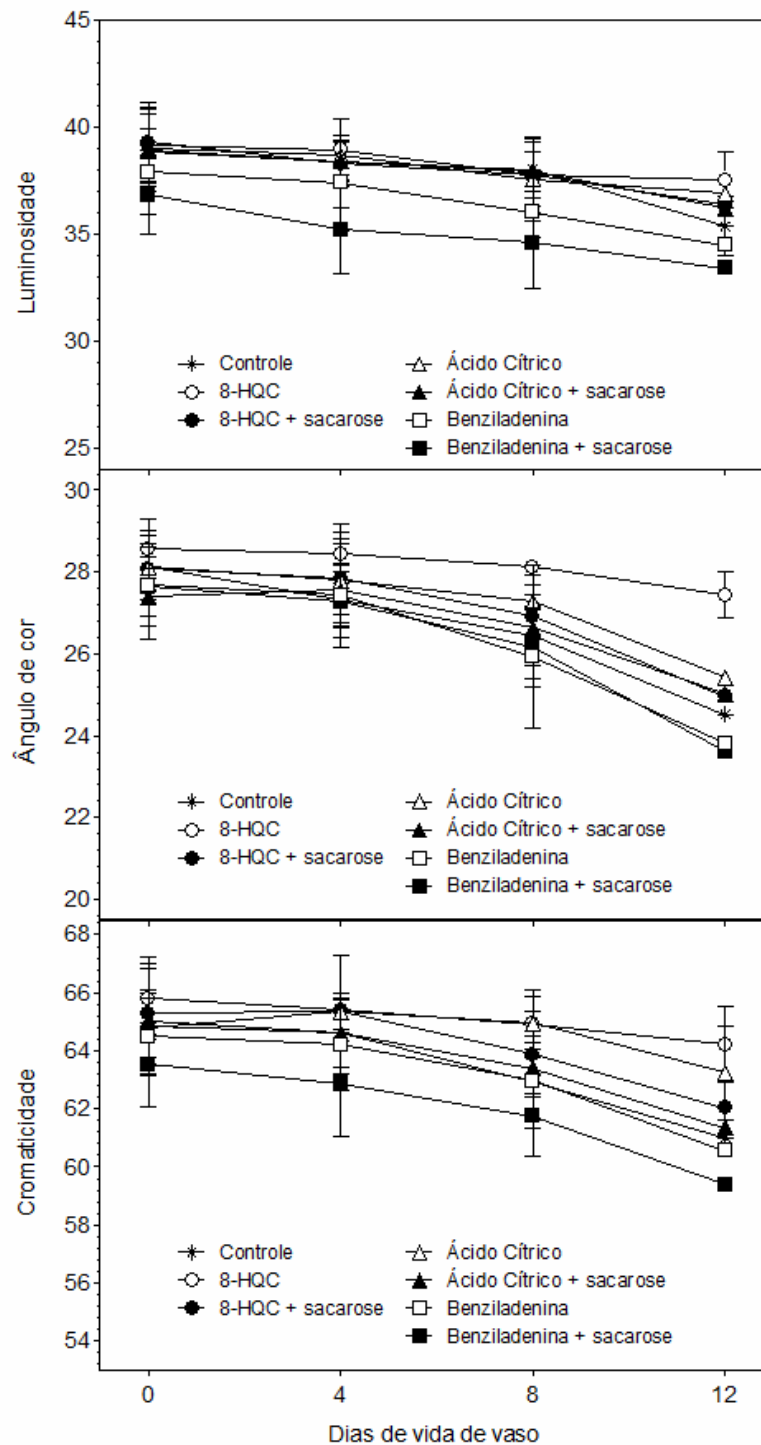 45
40
35
30
25
Luminosidade
Controle
8-HQC
8-HQC + sacarose
Ácido Cítrico
Ácido Cítrico + sacarose
Benziladenina
Benziladenina + sacarose
30
28
26
24
22
20
Ângulo de cor
Controle
8-HQC
8-HQC + sacarose
Ácido Cítrico
Ácido Cítrico + sacarose
Benziladenina
Benziladenina + sacarose
68
66
64
62
60
58
56
54
Cromaticidade
Controle
8-HQC
8-HQC + sacarose
Ácido Cítrico
Ácido Cítrico + sacarose
Benziladenina
Benziladenina + sacarose
0 4 8 12
Dias de vida de vaso